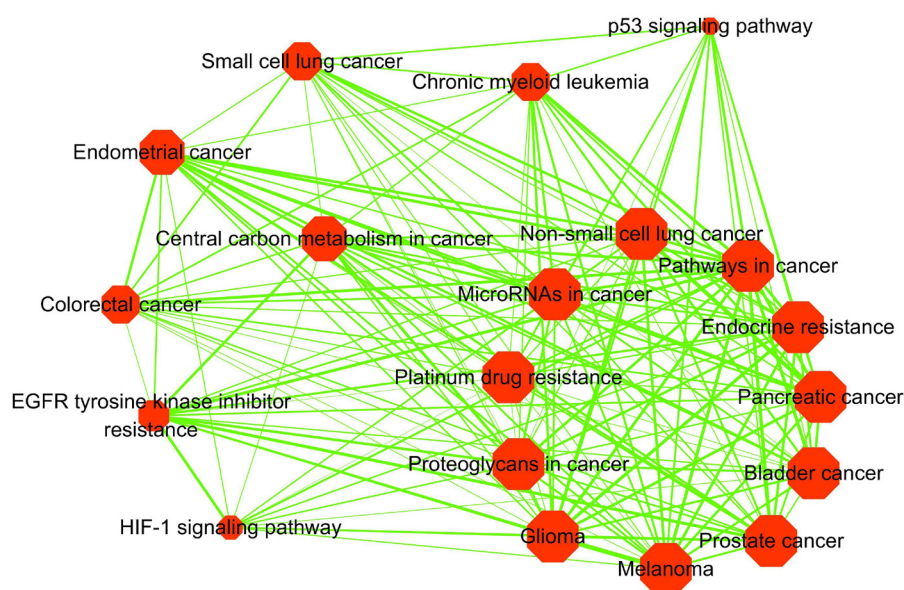 p53 signaling pathway
Small cell lung cancer
Chronic myeloid leukemia
Endometrial cancer
Non-small cell lung cancer
Central carbon metabolism in cancer
Pathways in cancer
MicroRNAs in cancer
Colorectal cancer
Endocrine resistance
Platinum drug resistance
Pancreatic cancer
EGFR tyrosine kinase inhibitor
resistance
Proteoglycans in cancer
Bladder cancer
HIF-1 signaling pathway
Glioma
Prostate cancer
Melanoma